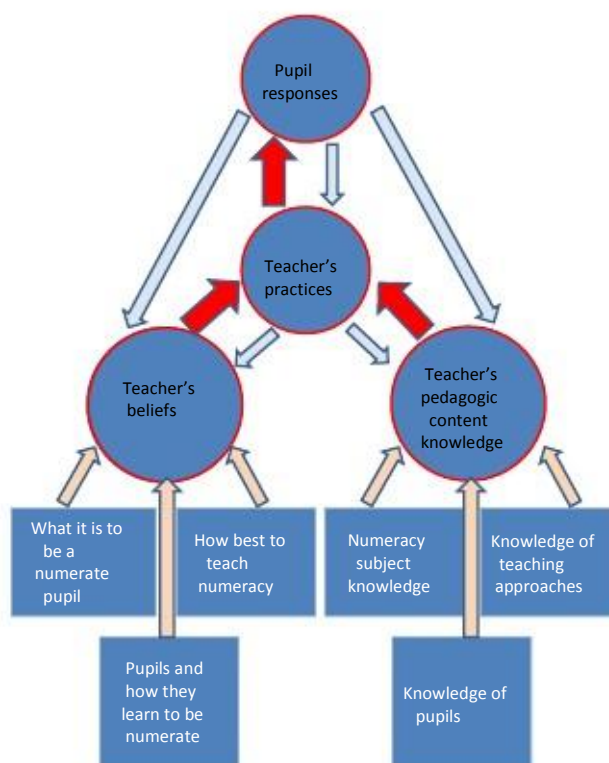 Pupil
responses
Teacher's
practices
Teacher's
beliefs
Teacher's
pedagogic
content
knowledge
What it is to
be a
numerate
pupil
How best to
teach
numeracy
Numeracy
subject
knowledge
Knowledge of
teaching
approaches
Pupils and
how they
learn to be
numerate
Knowledge of
pupils